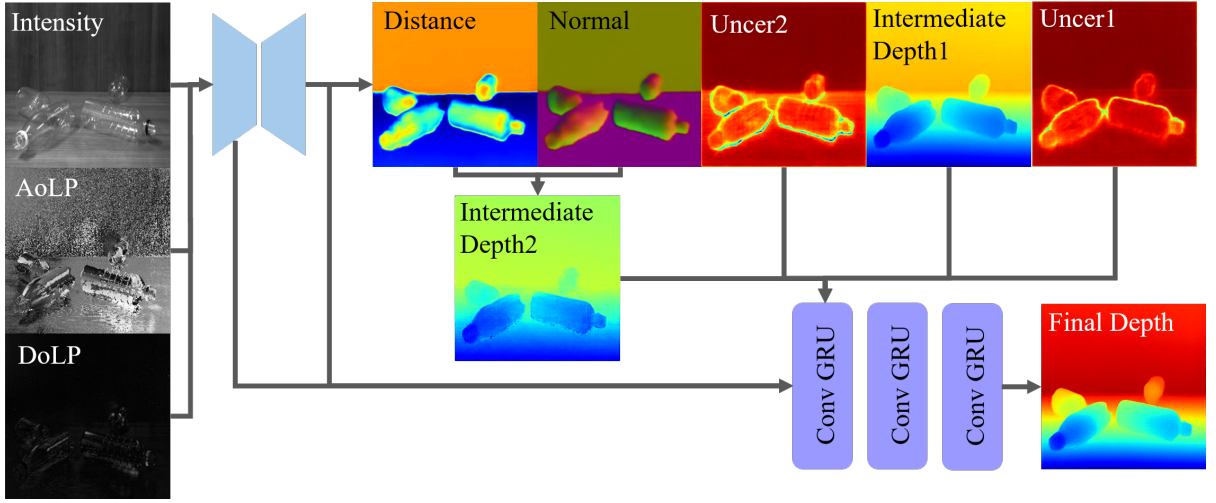 Intensity
AoLP
DoLP
Distance
Normal
Uncer2
Intermediate
Depth1
Uncer1
Intermediate
Depth2
Conv GRU
Conv GRU
Conv GRU
Final Depth